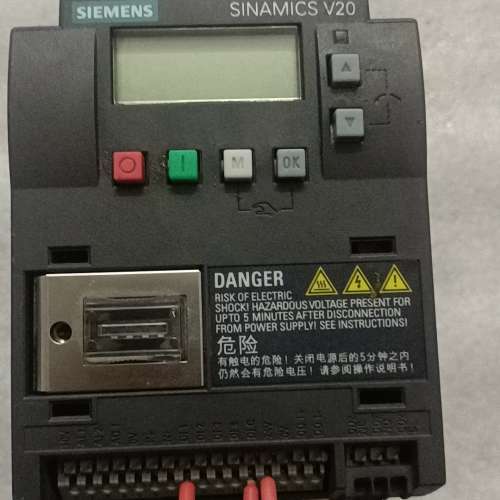 SIEMENS
SINAMICS V20
M
OK
DANGER
RISK OF ELECTRIC
SHOCK! HAZARDOUS VOLTAGE PRESENT FOR
UP TO 5 MINUTES AFTER DISCONNECTION
FROM POWER SUPPLY! SEE INSTRUCTIONS!
危险
有触电的危险！关闭电源后的5分钟之内
仍然会有危险电压！请参阅操作说明书！